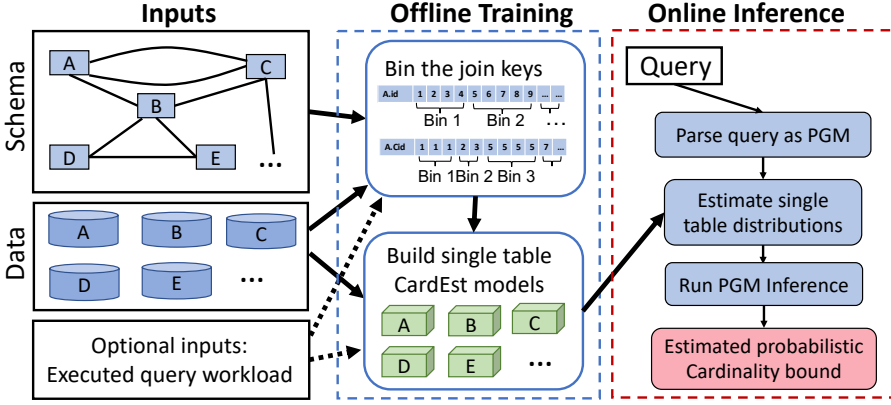 Inputs
Offline Training
Online Inference
Schema
A
C
B
D
E
...
Data
A
B
C
D
E
...
Optional inputs:
Executed query workload
Bin the join keys
A.id 1 2 3 4 5 6 7 8 9 ... ...
Bin 1 Bin 2 ...
A.Cid 1 1 1 2 3 5 5 5 5 7 ...
Bin 1 Bin 2 Bin 3
Build single table
CardEst models
A
B
C
D
E
...
Query
Parse query as PGM
Estimate single
table distributions
Run PGM Inference
Estimated probabilistic
Cardinality bound